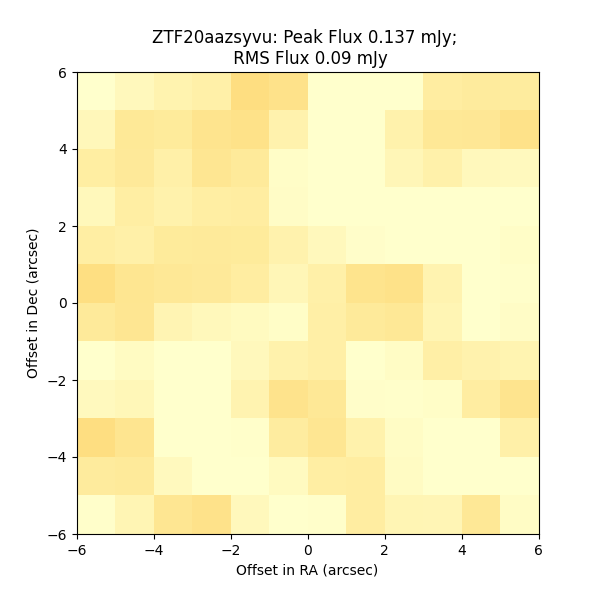 ZTF20aazsyvu: Peak Flux 0.137 mJy;
RMS Flux 0.09 mJy
6
4
2
0
−2
−4
−6
Offset in Dec (arcsec)
−6 −4 −2 0 2 4 6
Offset in RA (arcsec)